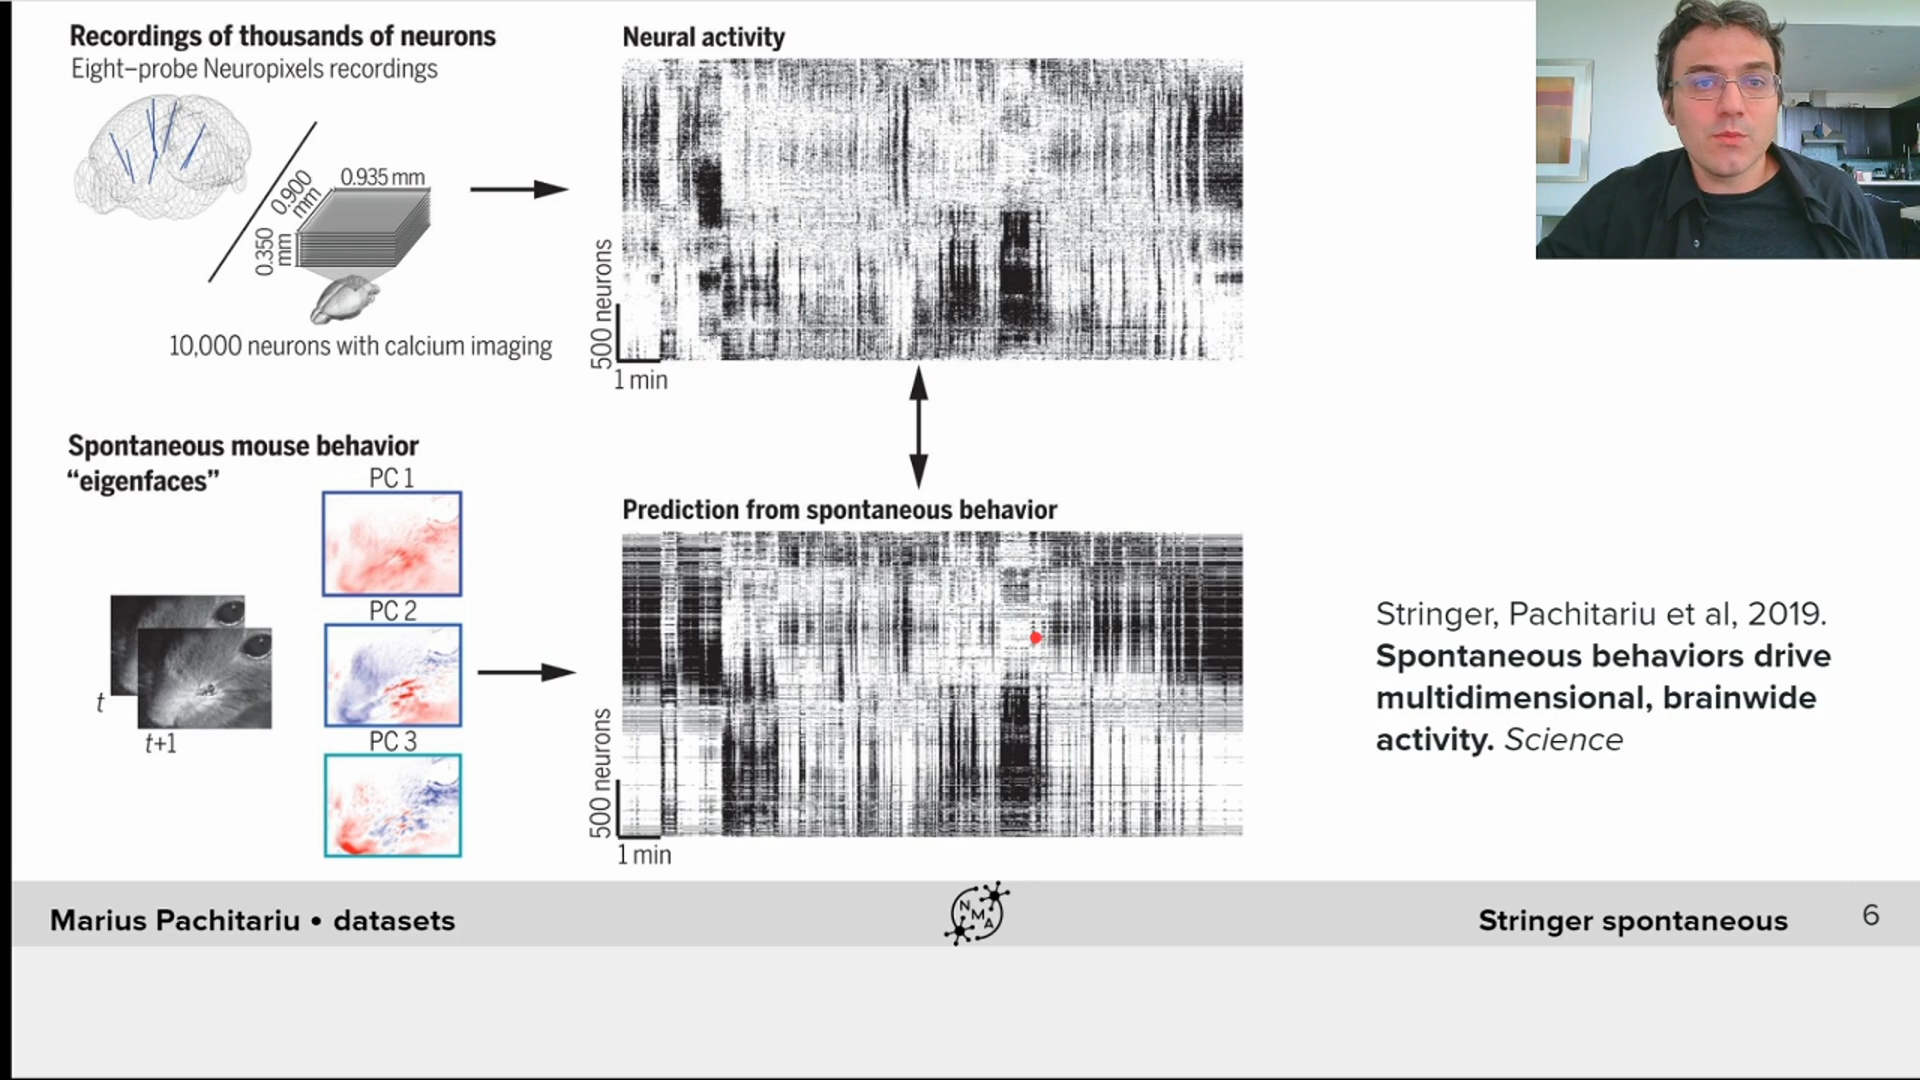 Recordings of thousands of neurons
Eight–probe Neuropixels recordings
0.935 mm
0.900
mm
0.350
mm
10,000 neurons with calcium imaging
Neural activity
500 neurons
1 min
Spontaneous mouse behavior
“eigenfaces”
PC 1
PC 2
PC 3
t
t+1
Prediction from spontaneous behavior
500 neurons
1 min
Stringer, Pachitariu et al, 2019.
Spontaneous behaviors drive
multidimensional, brainwide
activity. Science
Marius Pachitariu • datasets
N
M
A
Stringer spontaneous
6